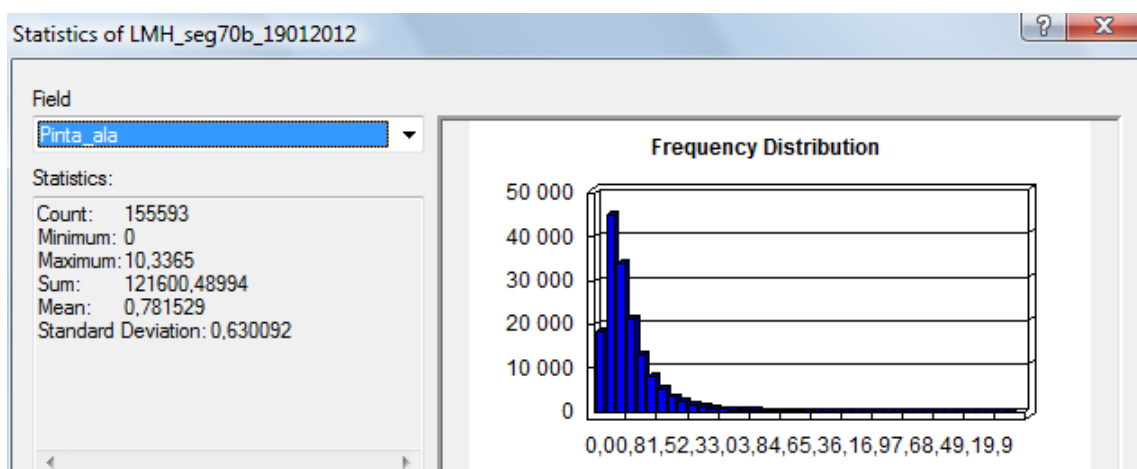 Statistics of LMH_seg70b_19012012
?
X
Field
Pinta_ala
Statistics:
Count: 155593
Minimum: 0
Maximum: 10,3365
Sum: 121600,48994
Mean: 0,781529
Standard Deviation: 0,630092
Frequency Distribution
50 000
40 000
30 000
20 000
10 000
0
0,00,81,52,33,03,84,65,36,16,97,68,49,19,9